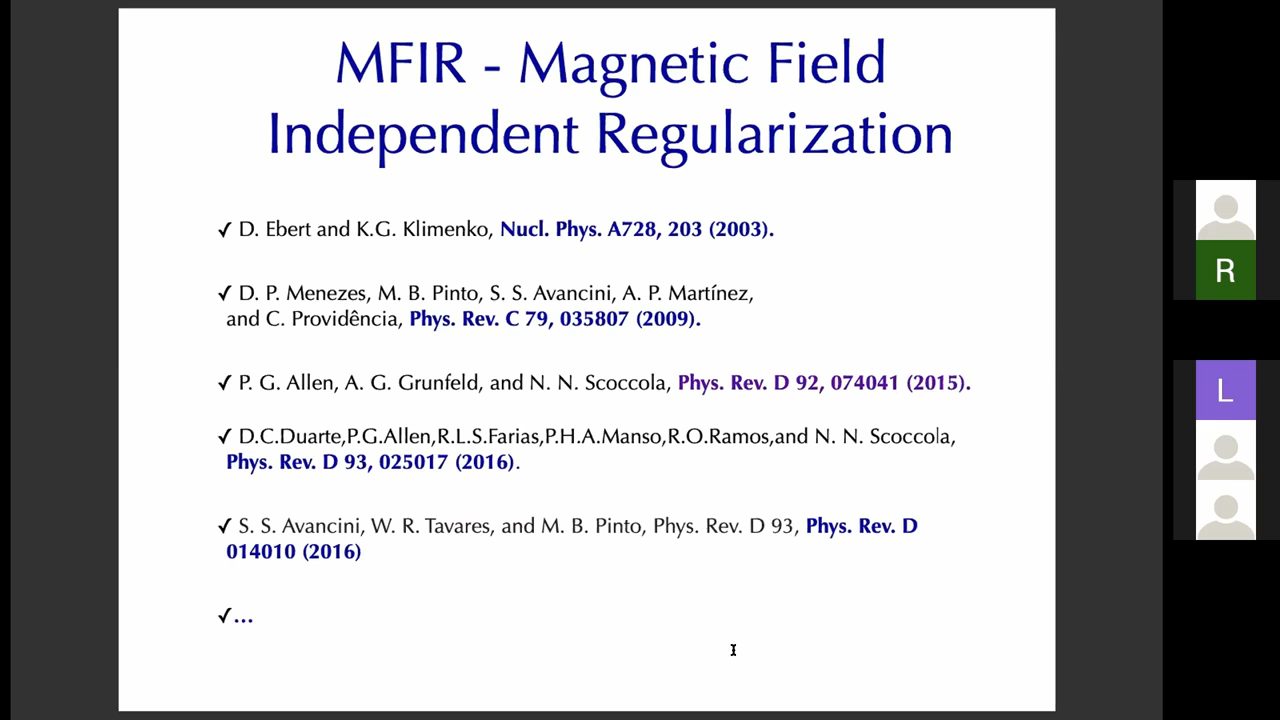 MFIR - Magnetic Field
Independent Regularization
✓ D. Ebert and K.G. Klimenko, Nucl. Phys. A728, 203 (2003).
✓ D. P. Menezes, M. B. Pinto, S. S. Avancini, A. P. Martínez,
and C. Providência, Phys. Rev. C 79, 035807 (2009).
✓ P. G. Allen, A. G. Grunfeld, and N. N. Scoccola, Phys. Rev. D 92, 074041 (2015).
✓ D.C.Duarte,P.G.Allen,R.L.S.Farias,P.H.A.Manso,R.O.Ramos,and N. N. Scoccola,
Phys. Rev. D 93, 025017 (2016).
✓ S. S. Avancini, W. R. Tavares, and M. B. Pinto, Phys. Rev. D 93, Phys. Rev. D
014010 (2016)
✓...
R
L